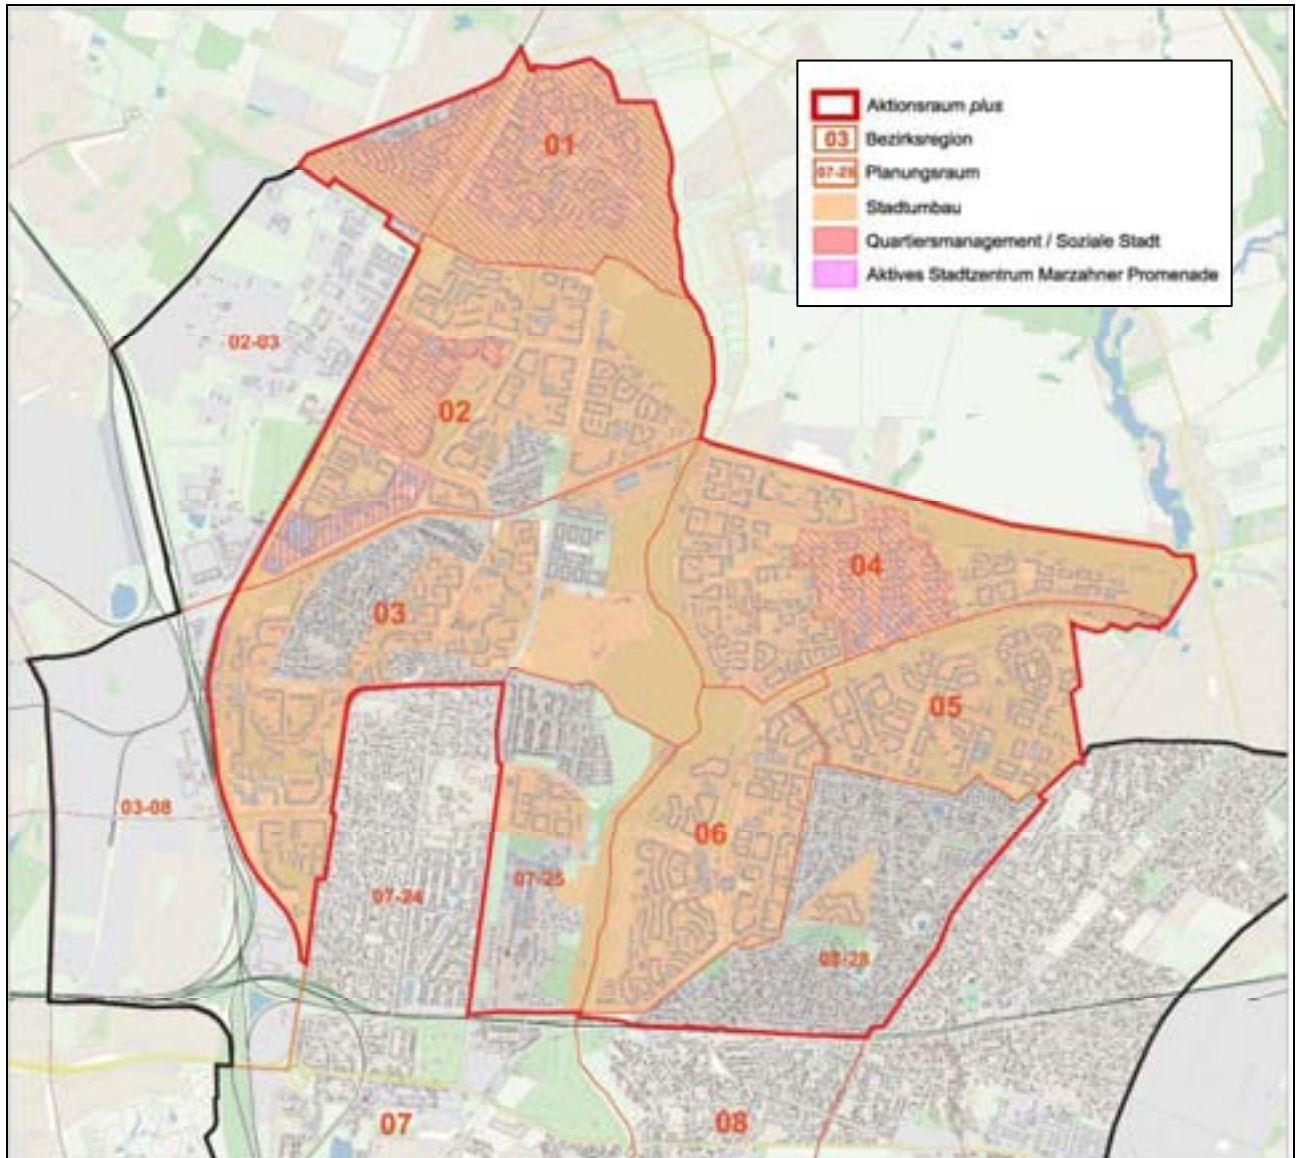 Aktionsraum plus
03 Bezirksregion
07-25 Planungsraum
Stadtumbau
Quartiersmanagement / Soziale Stadt
Aktives Stadtzentrum Marzahner Promenade
01
02-03
02
04
03
05
03-08
06
07-25
07-24
08-28
07
08